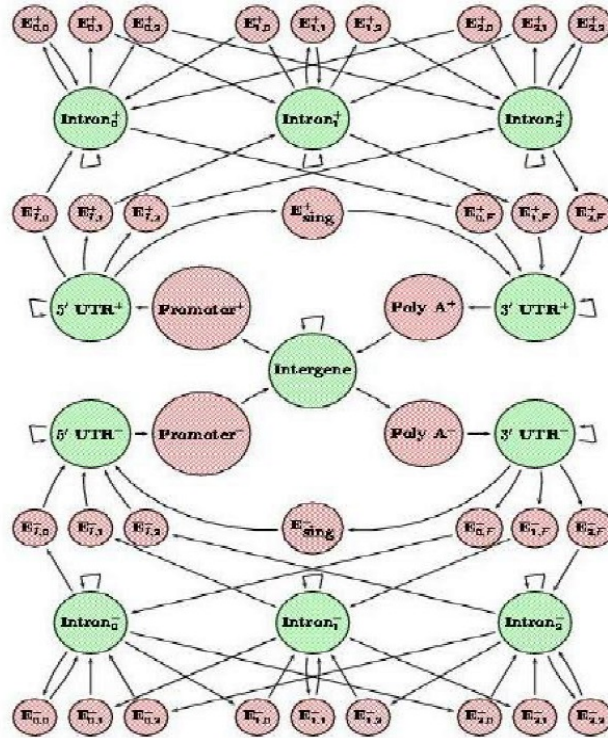 E⁺₀,₀ E⁺₀,₁ E⁺₀,₂ E⁺₁,₀ E⁺₁,₁ E⁺₁,₂ E⁺₂,₀ E⁺₂,₁ E⁺₂,₂
Intron⁺₀ Intron⁺₁ Intron⁺₂
E⁺I,₀ E⁺I,₁ E⁺I,₂ E⁺sing E⁺₀,F E⁺₁,F E⁺₂,F
5′ UTR⁺ Promoter⁺ Poly A⁺ 3′ UTR⁺
Intergene
5′ UTR⁻ Promoter⁻ Poly A⁻ 3′ UTR⁻
E⁻I,₀ E⁻I,₁ E⁻I,₂ E⁻sing E⁻₀,F E⁻₁,F E⁻₂,F
Intron⁻₀ Intron⁻₁ Intron⁻₂
E⁻₀,₀ E⁻₀,₁ E⁻₀,₂ E⁻₁,₀ E⁻₁,₁ E⁻₁,₂ E⁻₂,₀ E⁻₂,₁ E⁻₂,₂